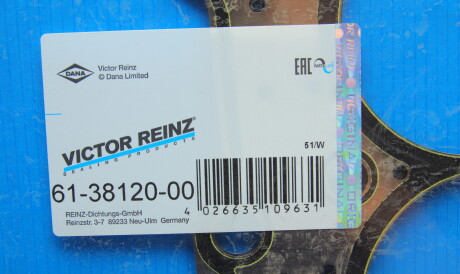 DANA
Victor Reinz
© Dana Limited
EAC
VICTOR REINZ®
SEALING PRODUCTS
51/W
61-38120-00
4 026635 109631
REINZ-Dichtungs-GmbH
Reinzstr. 3-7 89233 Neu-Ulm Germany